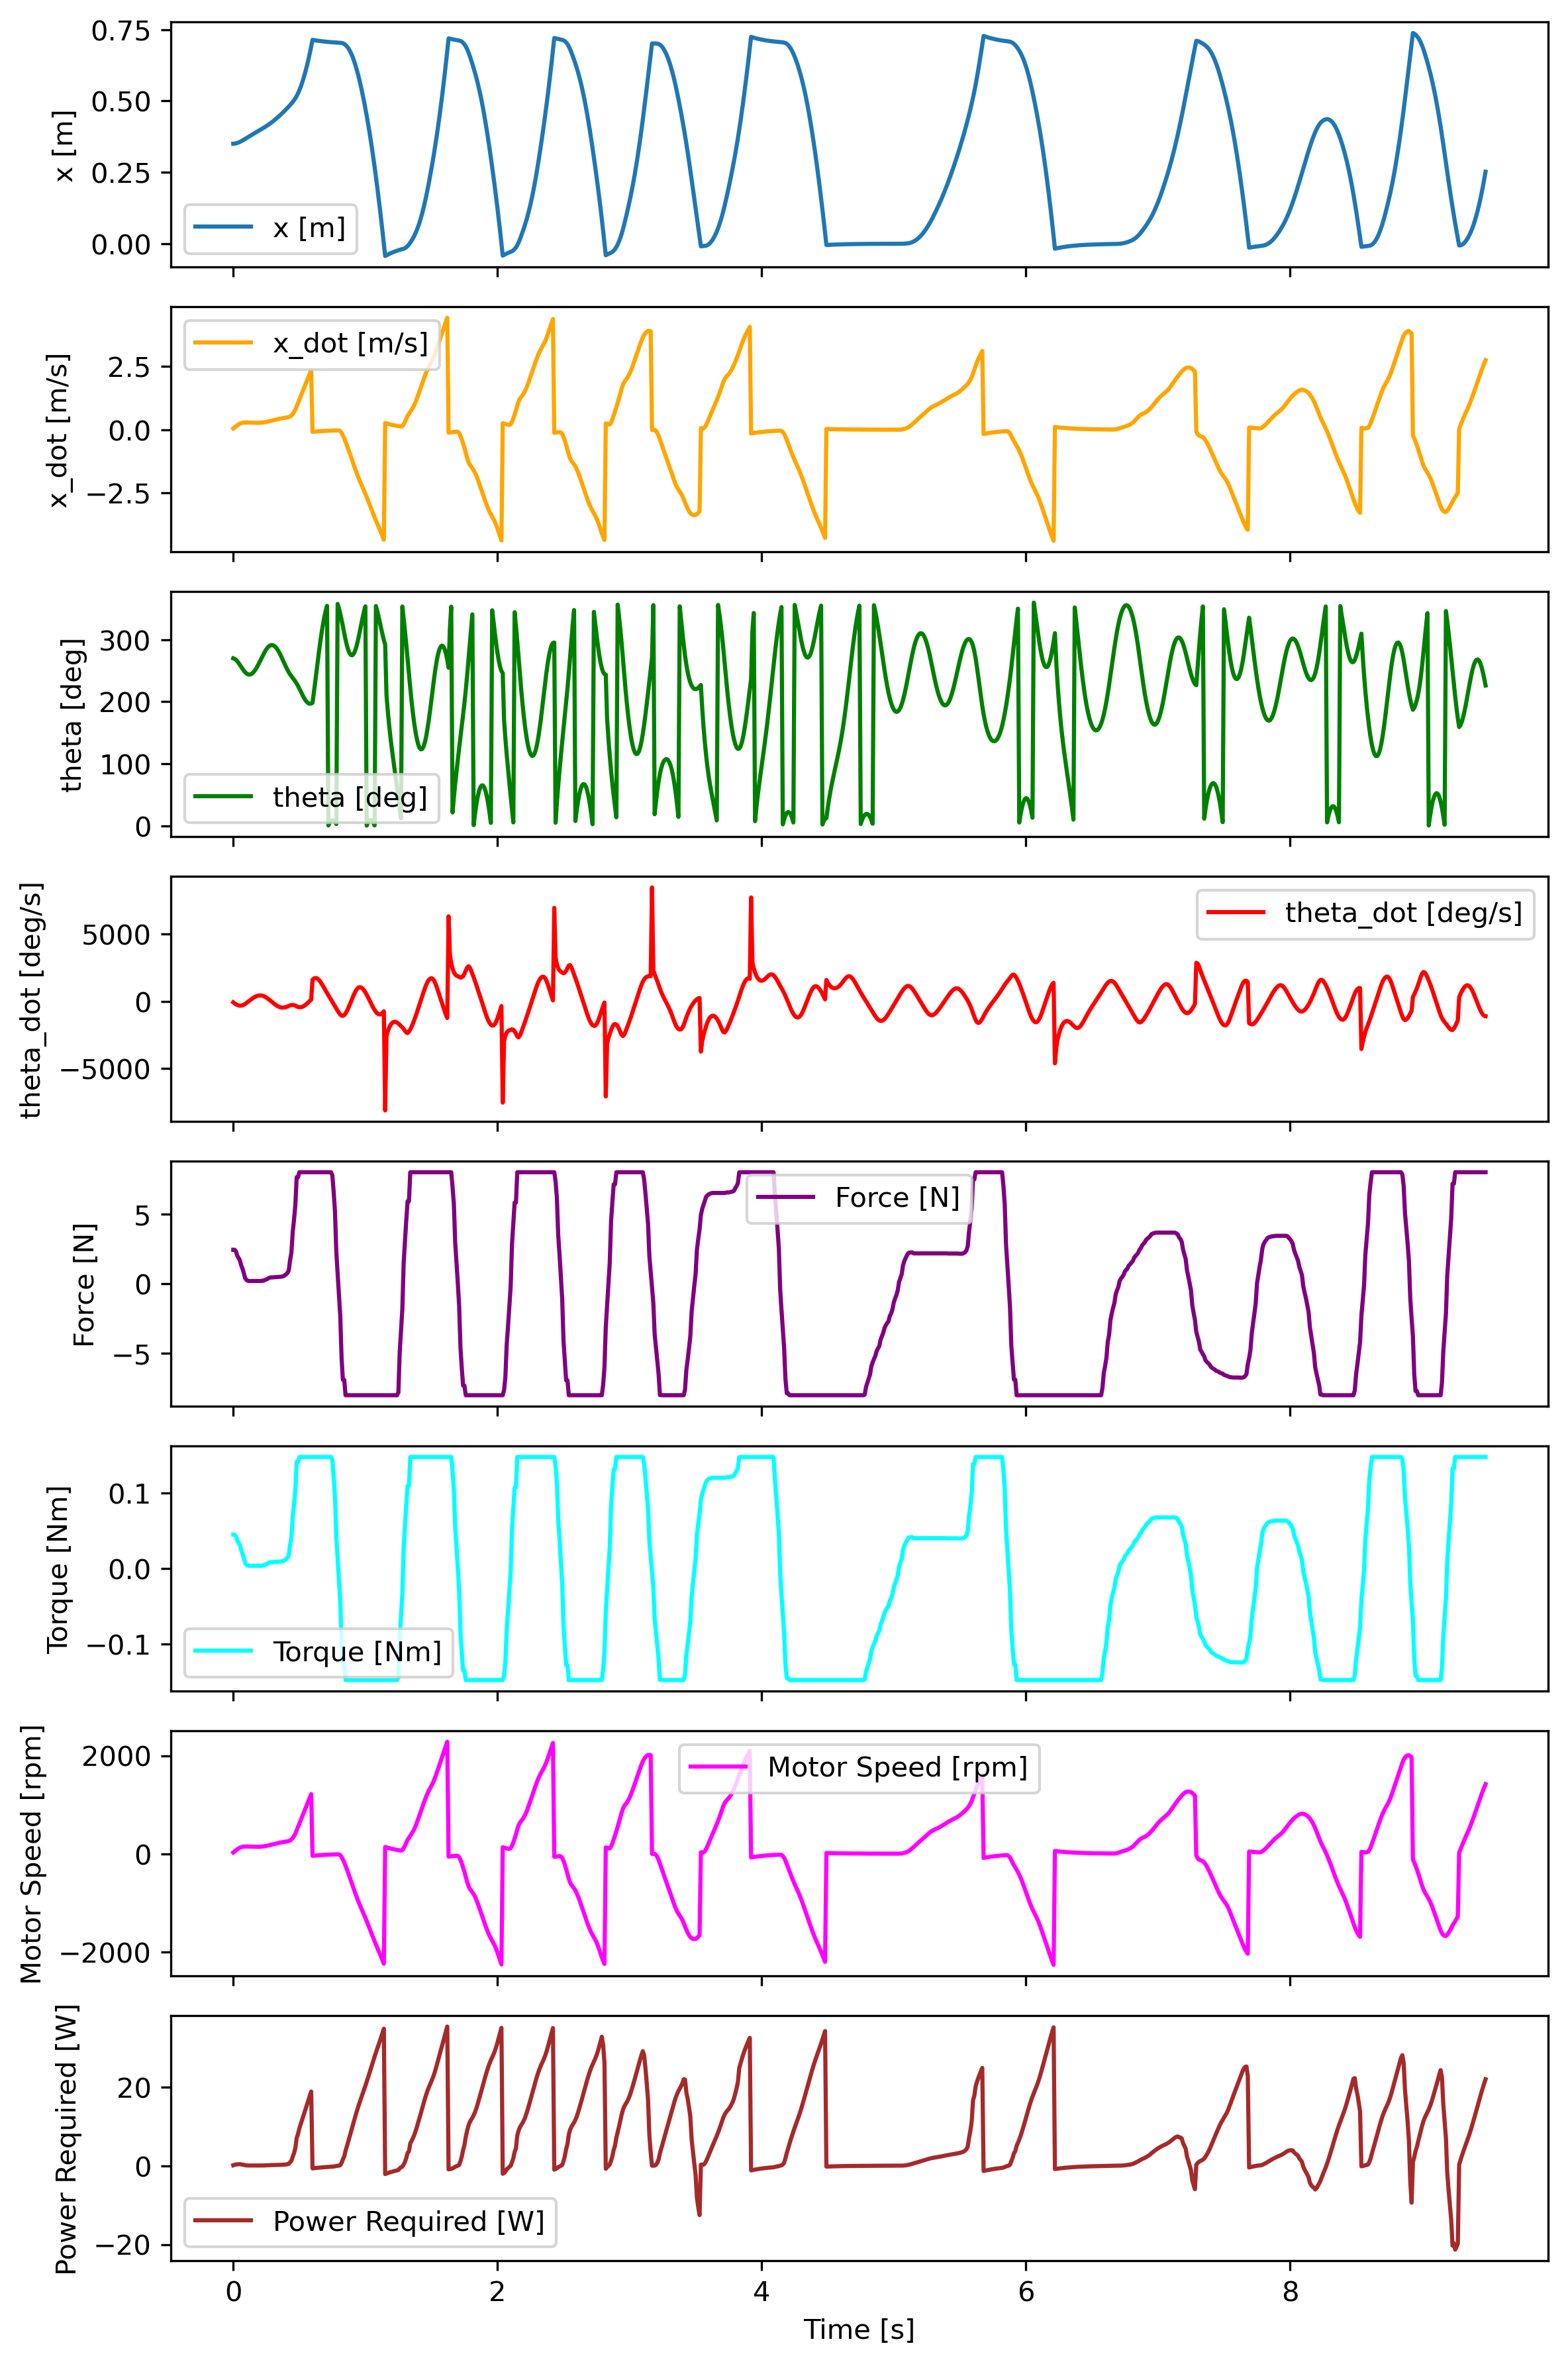 0.75
0.50
0.25
0.00
x [m]
x [m]
2.5
0.0
−2.5
x_dot [m/s]
x_dot [m/s]
300
200
100
0
theta [deg]
theta [deg]
5000
0
−5000
theta_dot [deg/s]
theta_dot [deg/s]
5
0
−5
Force [N]
Force [N]
0.1
0.0
−0.1
Torque [Nm]
Torque [Nm]
2000
0
−2000
Motor Speed [rpm]
Motor Speed [rpm]
20
0
−20
Power Required [W]
Power Required [W]
0 2 4 6 8
Time [s]